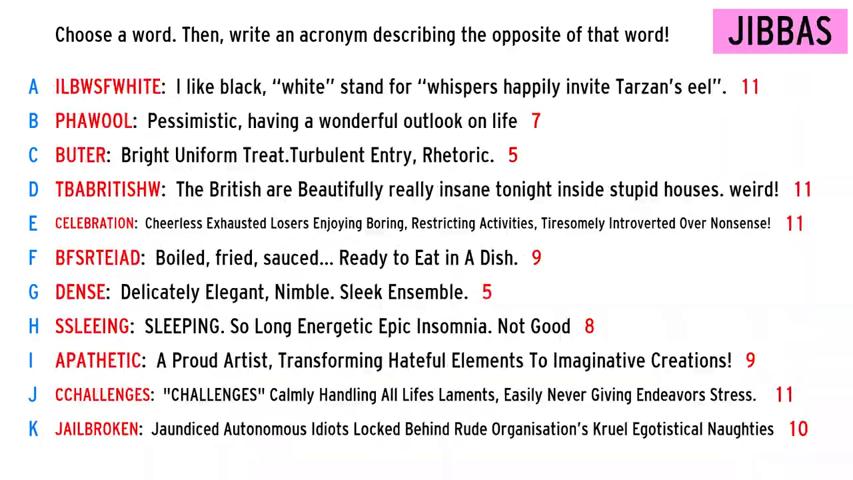 Choose a word. Then, write an acronym describing the opposite of that word!
JIBBAS
A ILBWSFWHITE: I like black, “white” stand for “whispers happily invite Tarzan’s eel”. 11
B PHAWOOL: Pessimistic, having a wonderful outlook on life 7
C BUTER: Bright Uniform Treat.Turbulent Entry, Rhetoric. 5
D TBABRITISHW: The British are Beautifully really insane tonight inside stupid houses. weird! 11
E CELEBRATION: Cheerless Exhausted Losers Enjoying Boring, Restricting Activities, Tiresomely Introverted Over Nonsense! 11
F BFSRTEIAD: Boiled, fried, sauced... Ready to Eat in A Dish. 9
G DENSE: Delicately Elegant, Nimble. Sleek Ensemble. 5
H SSLEEING: SLEEPING. So Long Energetic Epic Insomnia. Not Good 8
I APATHETIC: A Proud Artist, Transforming Hateful Elements To Imaginative Creations! 9
J CCHALLENGES: "CHALLENGES" Calmly Handling All Lifes Laments, Easily Never Giving Endeavors Stress. 11
K JAILBROKEN: Jaundiced Autonomous Idiots Locked Behind Rude Organisation’s Kruel Egotistical Naughties 10